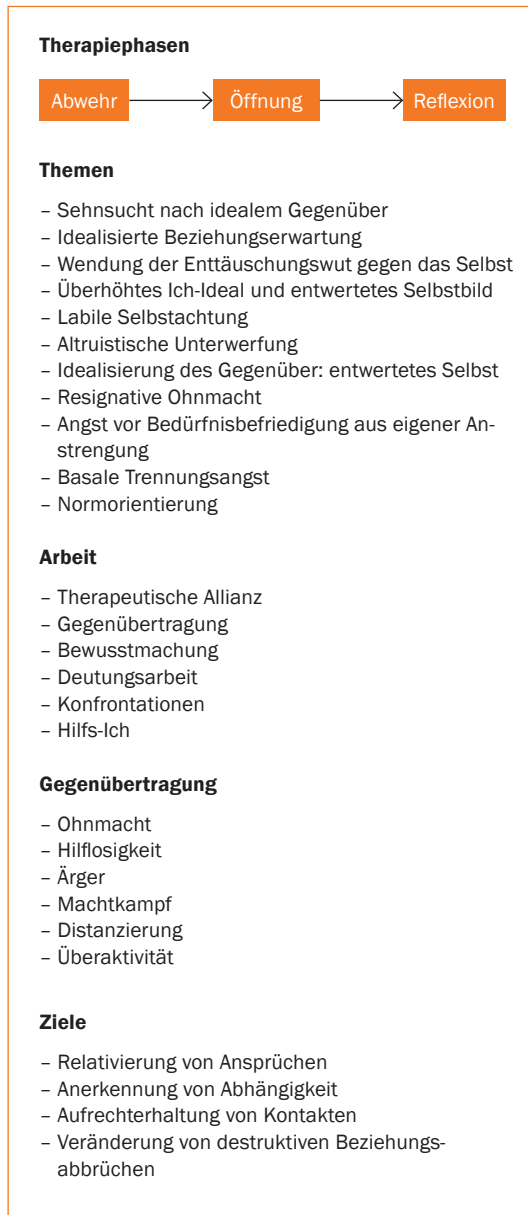 Therapiephasen
Abwehr Öffnung Reflexion
Themen
– Sehnsucht nach idealem Gegenüber
– Idealisierte Beziehungserwartung
– Wendung der Enttäuschungswut gegen das Selbst
– Überhöhtes Ich-Ideal und entwertetes Selbstbild
– Labile Selbstachtung
– Altruistische Unterwerfung
– Idealisierung des Gegenüber: entwertetes Selbst
– Resignative Ohnmacht
– Angst vor Bedürfnisbefriedigung aus eigener An-
strengung
– Basale Trennungsangst
– Normorientierung
Arbeit
– Therapeutische Allianz
– Gegenübertragung
– Bewusstmachung
– Deutungsarbeit
– Konfrontationen
– Hilfs-Ich
Gegenübertragung
– Ohnmacht
– Hilflosigkeit
– Ärger
– Machtkampf
– Distanzierung
– Überaktivität
Ziele
– Relativierung von Ansprüchen
– Anerkennung von Abhängigkeit
– Aufrechterhaltung von Kontakten
– Veränderung von destruktiven Beziehungs-
abbrüchen